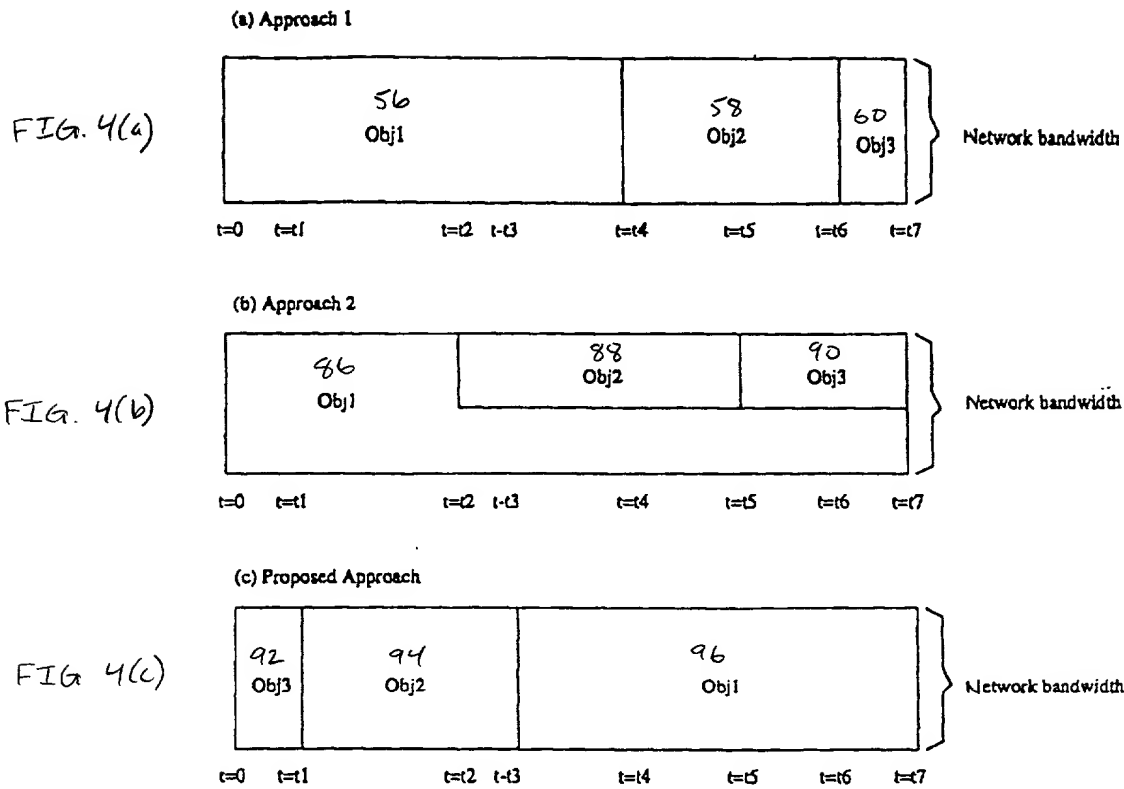 (a) Approach 1
FIG. 4(a)
56
Obj1
58
Obj2
60
Obj3
Network bandwidth
t=0 t=t1 t=t2 t-t3 t=t4 t=t5 t=t6 t=t7
(b) Approach 2
FIG. 4(b)
86
Obj1
88
Obj2
90
Obj3
Network bandwidth
t=0 t=t1 t=t2 t-t3 t=t4 t=t5 t=t6 t=t7
(c) Proposed Approach
FIG 4(c)
92
Obj3
94
Obj2
96
Obj1
Network bandwidth
t=0 t=t1 t=t2 t-t3 t=t4 t=t5 t=t6 t=t7